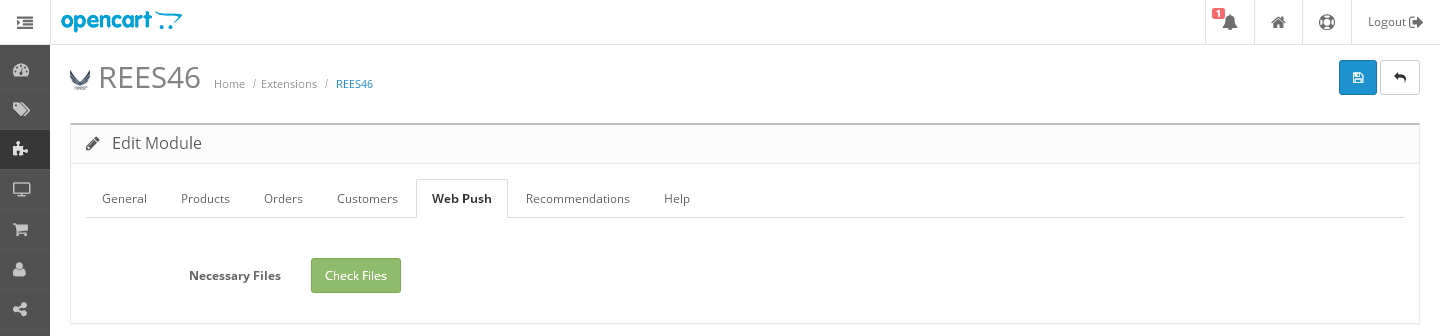 opencart
1
Logout
REES46
Home / Extensions / REES46
Edit Module
General Products Orders Customers Web Push Recommendations Help
Necessary Files Check Files